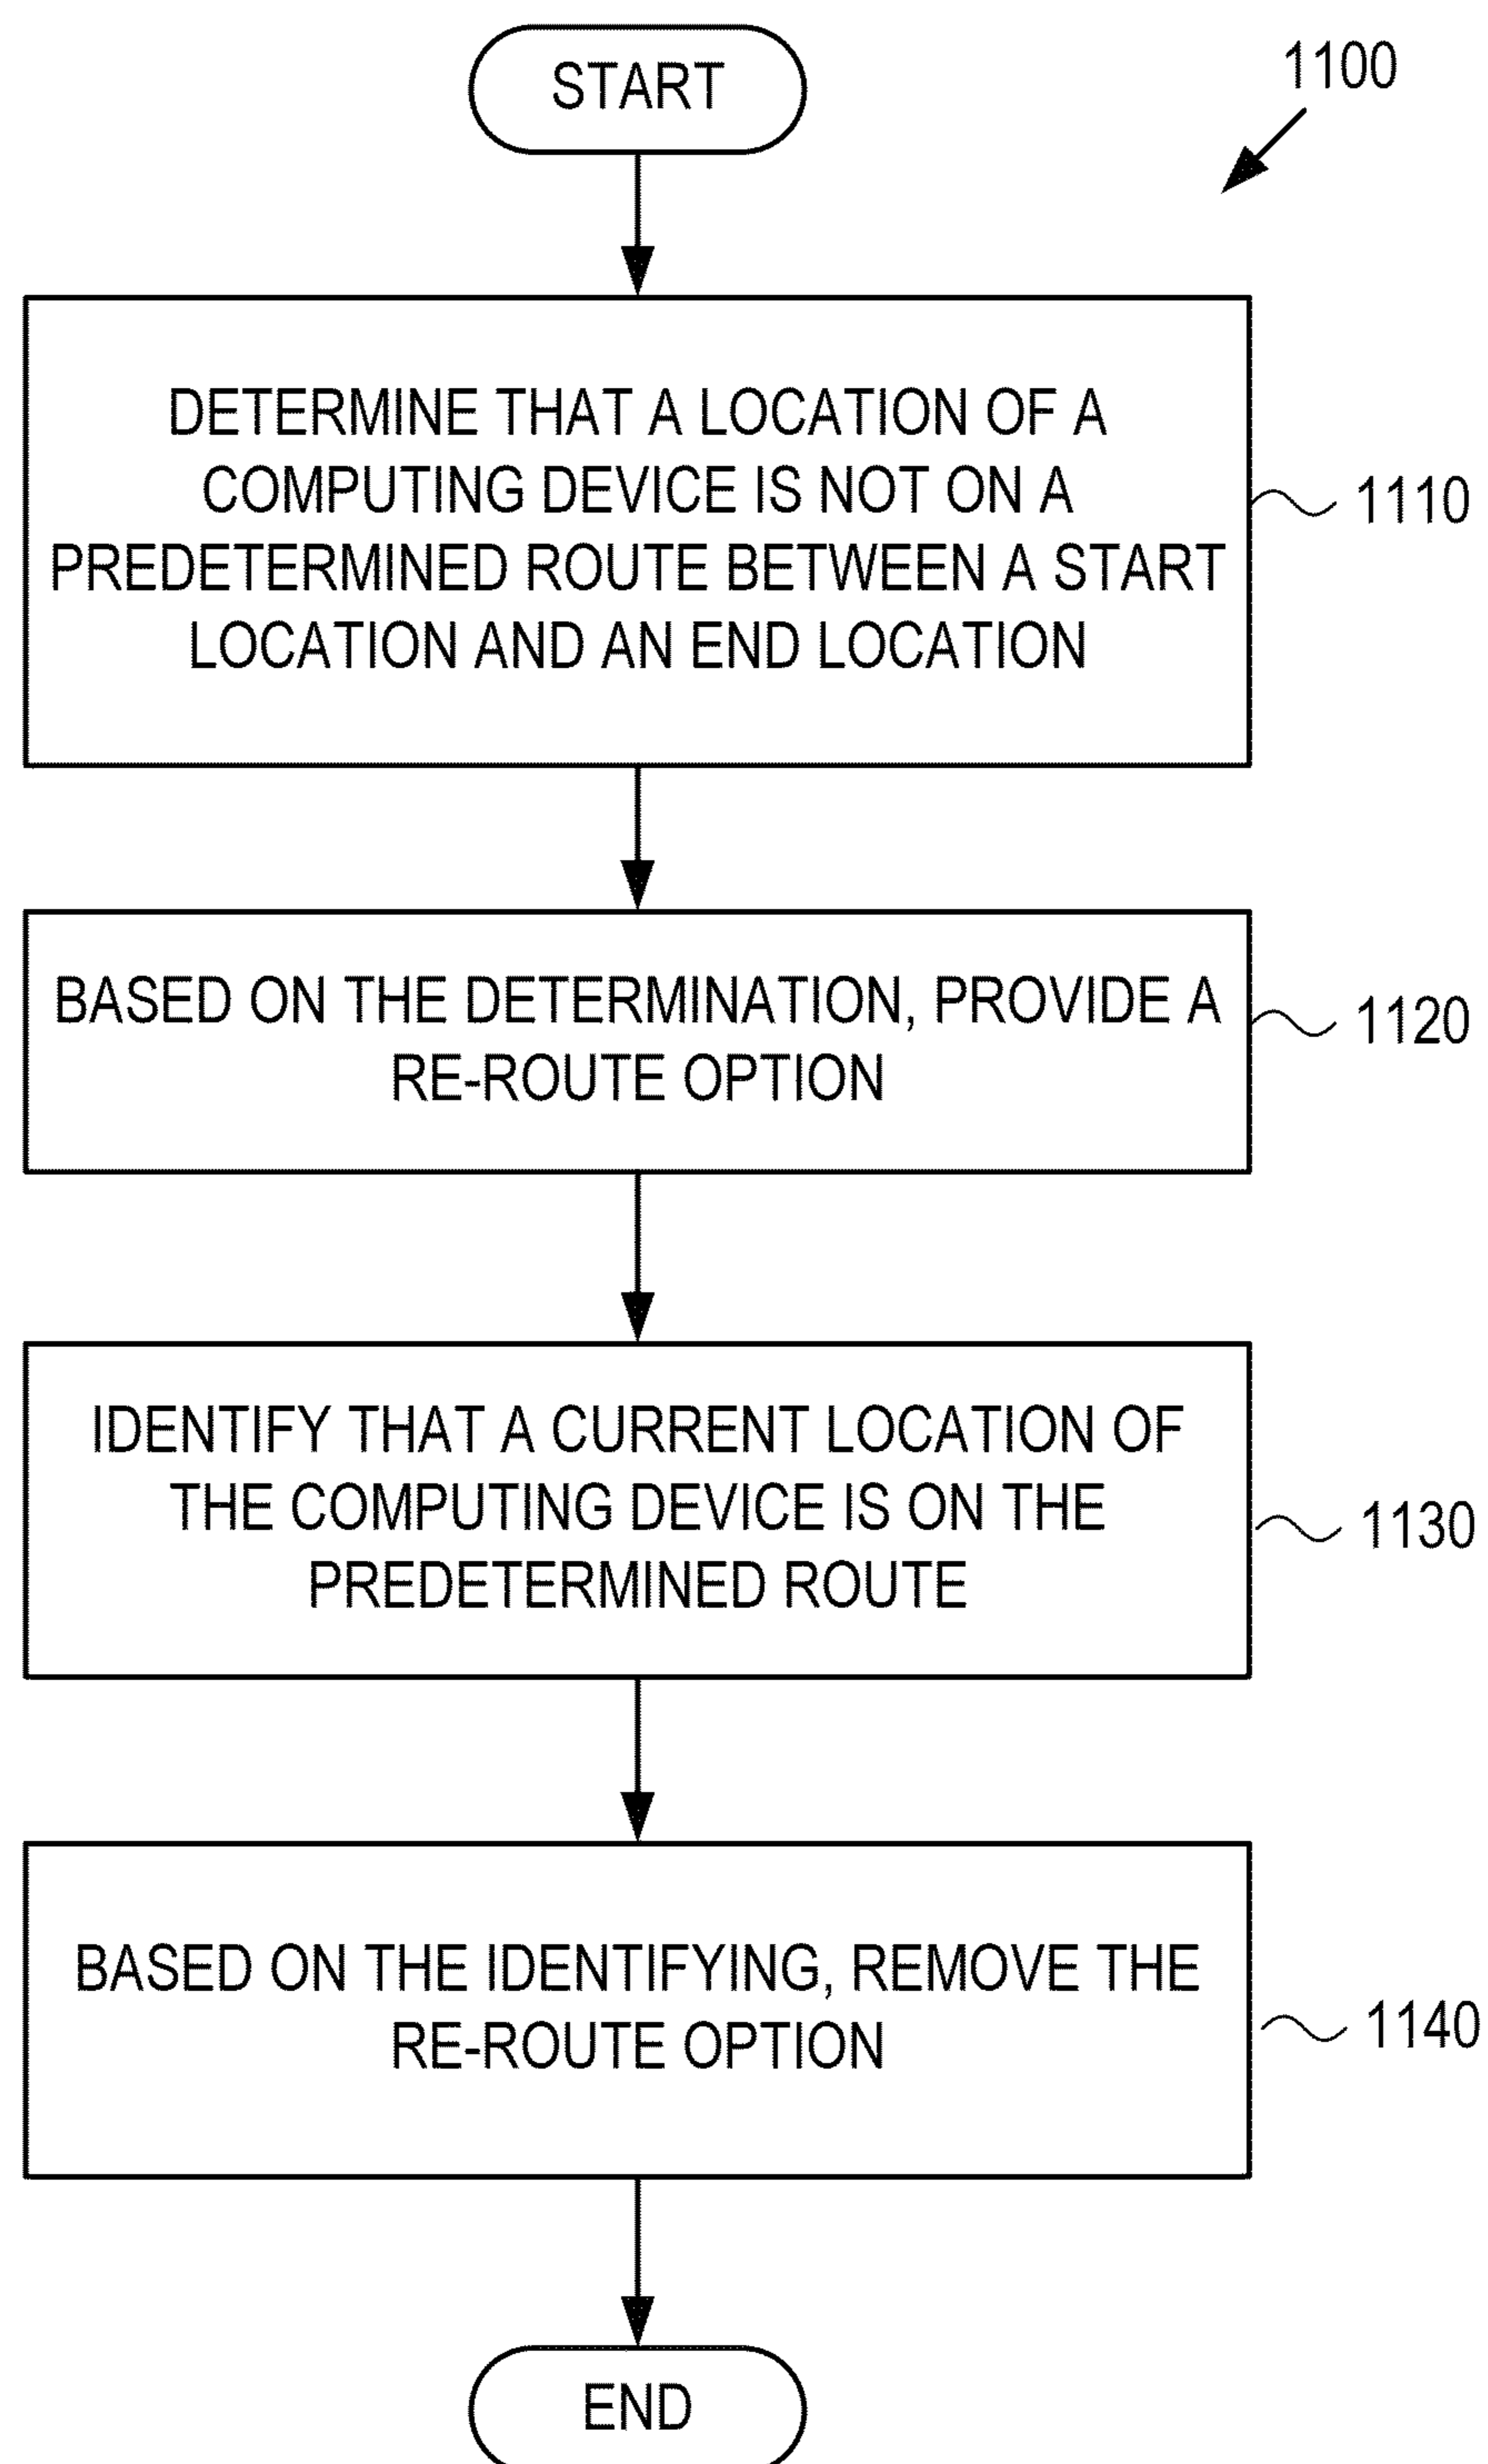 START
1100
DETERMINE THAT A LOCATION OF A
COMPUTING DEVICE IS NOT ON A
PREDETERMINED ROUTE BETWEEN A START
LOCATION AND AN END LOCATION
1110
BASED ON THE DETERMINATION, PROVIDE A
RE-ROUTE OPTION
1120
IDENTIFY THAT A CURRENT LOCATION OF
THE COMPUTING DEVICE IS ON THE
PREDETERMINED ROUTE
1130
BASED ON THE IDENTIFYING, REMOVE THE
RE-ROUTE OPTION
1140
END